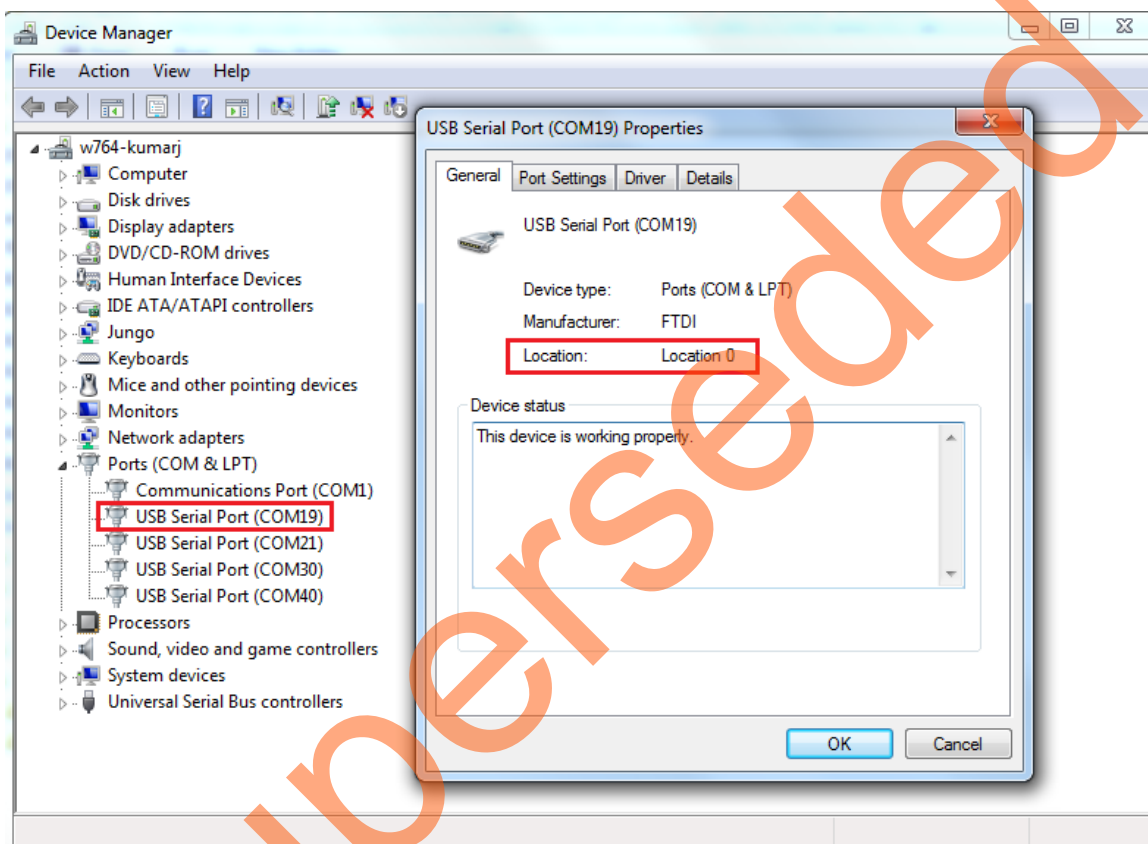 Device Manager
File Action View Help
w764-kumarj
Computer
Disk drives
Display adapters
DVD/CD-ROM drives
Human Interface Devices
IDE ATA/ATAPI controllers
Jungo
Keyboards
Mice and other pointing devices
Monitors
Network adapters
Ports (COM & LPT)
Communications Port (COM1)
USB Serial Port (COM19)
USB Serial Port (COM21)
USB Serial Port (COM30)
USB Serial Port (COM40)
Processors
Sound, video and game controllers
System devices
Universal Serial Bus controllers
USB Serial Port (COM19) Properties
General Port Settings Driver Details
USB Serial Port (COM19)
Device type: Ports (COM & LPT)
Manufacturer: FTDI
Location: Location 0
Device status
This device is working properly.
OK Cancel
perseded